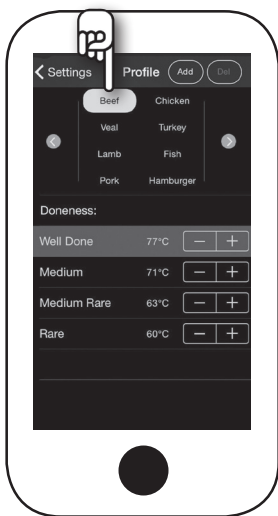 Settings Profile Add Del
Beef Chicken
Veal Turkey
Lamb Fish
Pork Hamburger
Doneness:
Well Done 77°C − +
Medium 71°C − +
Medium Rare 63°C − +
Rare 60°C − +